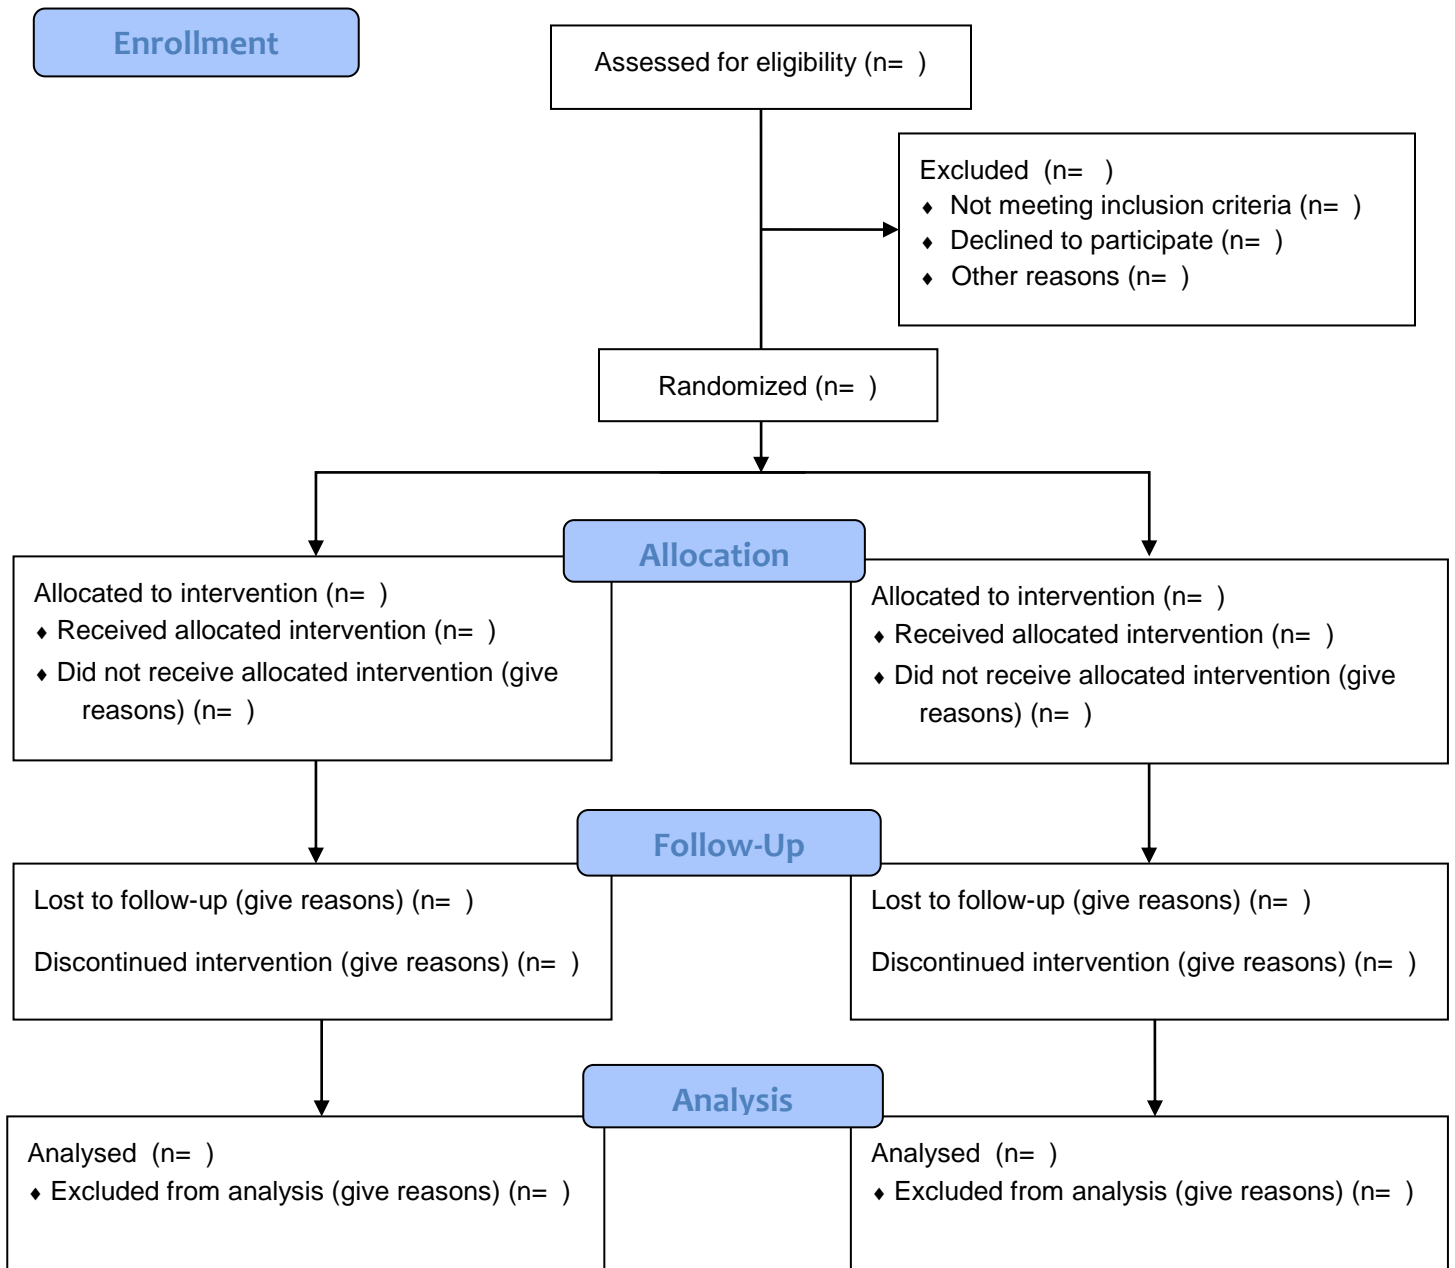 Enrollment
Assessed for eligibility (n=  )
Excluded  (n=   )
♦ Not meeting inclusion criteria (n=  )
♦ Declined to participate (n=  )
♦ Other reasons (n=  )
Randomized (n=  )
Allocation
Allocated to intervention (n=  )
♦ Received allocated intervention (n=  )
♦ Did not receive allocated intervention (give
reasons) (n=  )
Allocated to intervention (n=  )
♦ Received allocated intervention (n=  )
♦ Did not receive allocated intervention (give
reasons) (n=  )
Follow-Up
Lost to follow-up (give reasons) (n=  )
Discontinued intervention (give reasons) (n=  )
Lost to follow-up (give reasons) (n=  )
Discontinued intervention (give reasons) (n=  )
Analysis
Analysed  (n=  )
♦ Excluded from analysis (give reasons) (n=  )
Analysed  (n=  )
♦ Excluded from analysis (give reasons) (n=  )